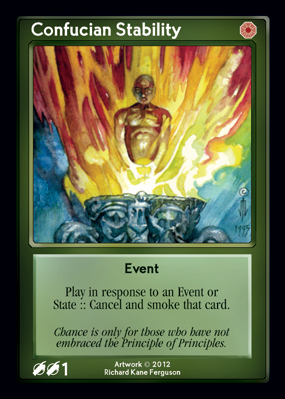 Confucian Stability
1995
Event
Play in response to an Event or
State :: Cancel and smoke that card.
Chance is only for those who have not
embraced the Principle of Principles.
1
Artwork © 2012
Richard Kane Ferguson